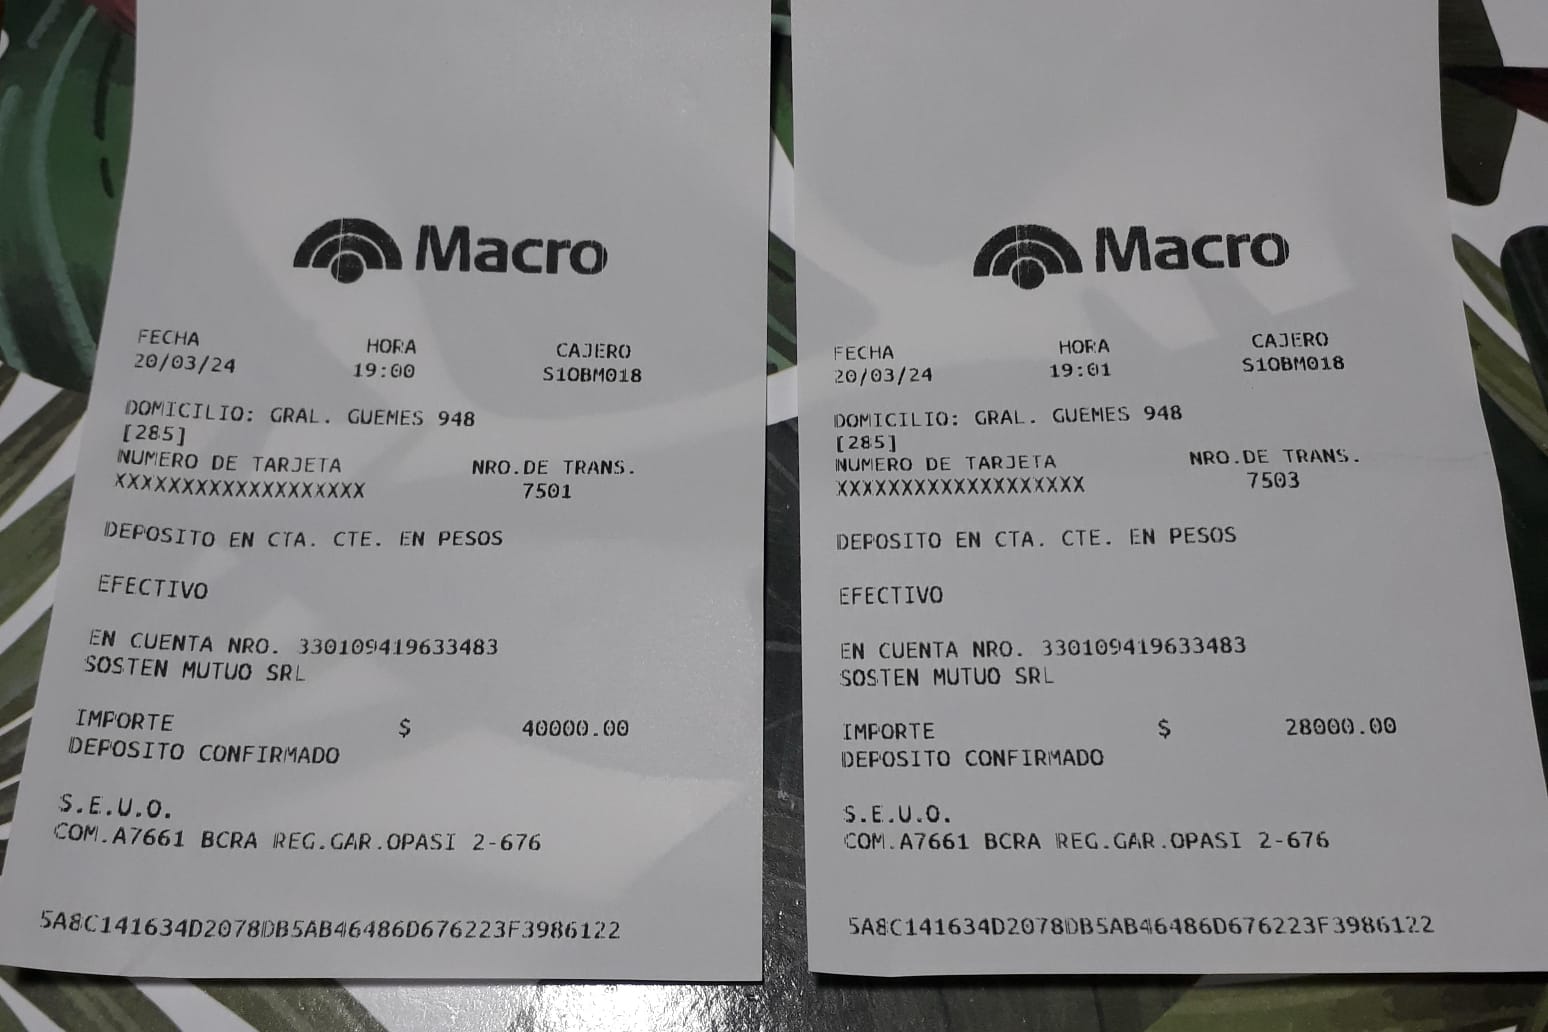 Macro
FECHA HORA CAJERO
20/03/24 19:00 S1OBM018
DOMICILIO: GRAL. GUEMES 948
[285]
NUMERO DE TARJETA NRO.DE TRANS.
XXXXXXXXXXXXXXXXXXX 7501
DEPOSITO EN CTA. CTE. EN PESOS
EFECTIVO
EN CUENTA NRO. 330109419633483
SOSTEN MUTUO SRL
IMPORTE $ 40000.00
DEPOSITO CONFIRMADO
S.E.U.O.
COM.A7661 BCRA REG.GAR.OPASI 2-676
5A8C141634D2078DB5AB46486D676223F3986122
Macro
FECHA HORA CAJERO
20/03/24 19:01 S1OBM018
DOMICILIO: GRAL. GUEMES 948
[285]
NUMERO DE TARJETA NRO.DE TRANS.
XXXXXXXXXXXXXXXXXXX 7503
DEPOSITO EN CTA. CTE. EN PESOS
EFECTIVO
EN CUENTA NRO. 330109419633483
SOSTEN MUTUO SRL
IMPORTE $ 28000.00
DEPOSITO CONFIRMADO
S.E.U.O.
COM.A7661 BCRA REG.GAR.OPASI 2-676
5A8C141634D2078DB5AB46486D676223F3986122